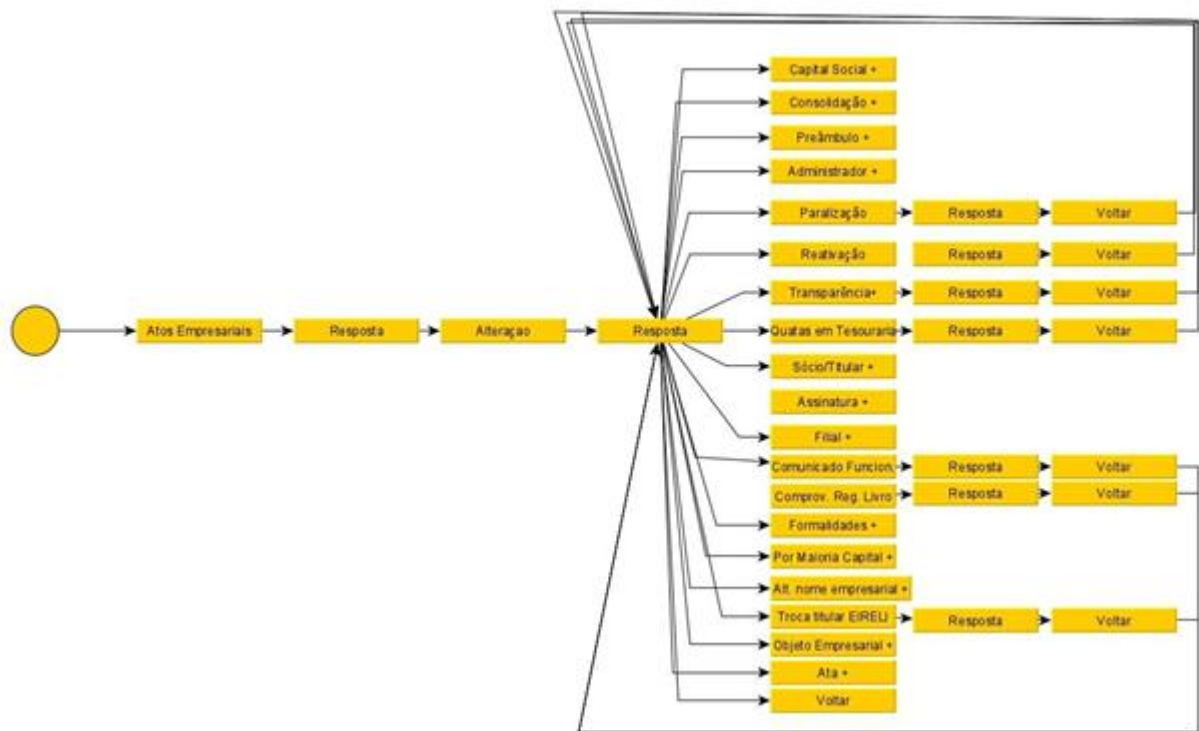 Capital Social +
Consolidação +
Preâmbulo +
Administrador +
Paralização Resposta Voltar
Reativação Resposta Voltar
Transparência+ Resposta Voltar
Atos Empresariais Resposta Alteraçao Resposta Quatas em Tesouraria Resposta Voltar
Sócio/Titular +
Assinatura +
Filial +
Comunicado Funcion. Resposta Voltar
Comprov. Reg. Livro Resposta Voltar
Formalidades +
Por Maioria Capital +
Alt. nome empresarial +
Troca titular EIRELI Resposta Voltar
Objeto Empresarial +
Ata +
Voltar